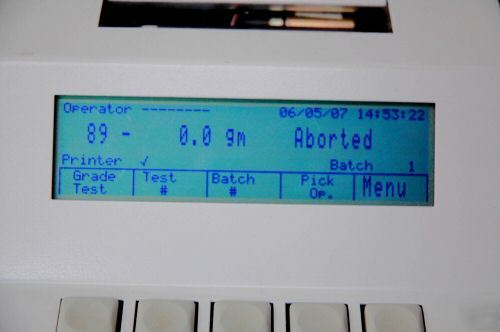 Operator -------- 06/05/07 14:53:22
89 - 0.0 gm Aborted
Printer √ Batch 1
Grade Test # Batch # Pick Menu
Test # # Op.